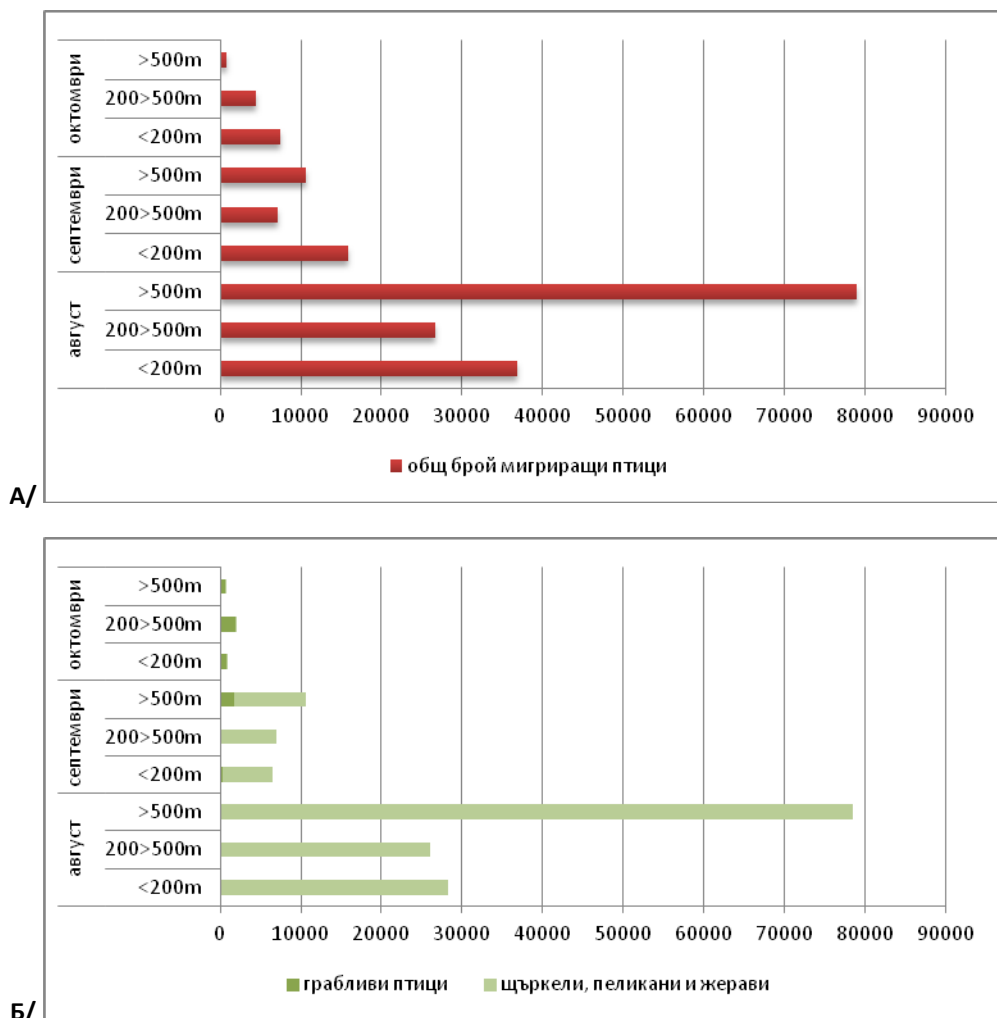 октомври
>500m
200>500m
<200m
септември
>500m
200>500m
<200m
август
>500m
200>500m
<200m
0 10000 20000 30000 40000 50000 60000 70000 80000 90000
общ брой мигриращи птици
А/
октомври
>500m
200>500m
<200m
септември
>500m
200>500m
<200m
август
>500m
200>500m
<200m
0 10000 20000 30000 40000 50000 60000 70000 80000 90000
грабливи птици щъркели, пеликани и жерави
Б/